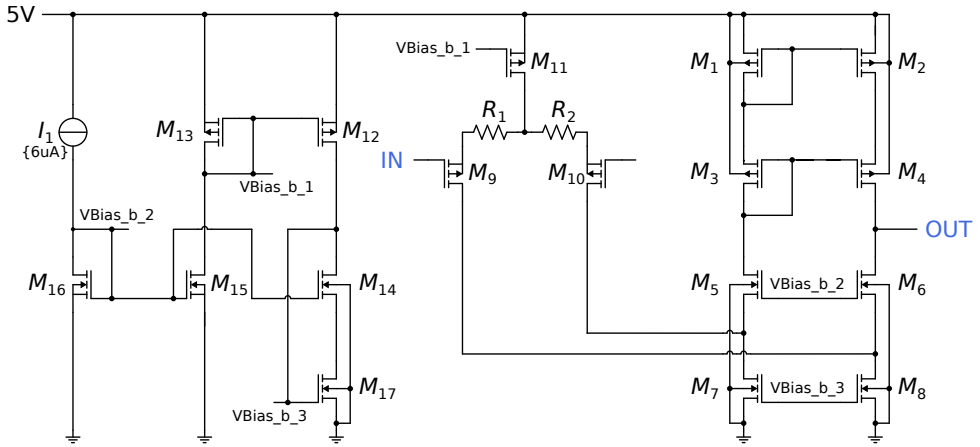 5V
VBias_b_1
M11
M1
M2
R1
R2
I1
{6uA}
M13
M12
IN
M9
M10
M3
M4
VBias_b_1
VBias_b_2
OUT
M16
M15
M14
M5
VBias_b_2
M6
M17
M7
VBias_b_3
M8
VBias_b_3